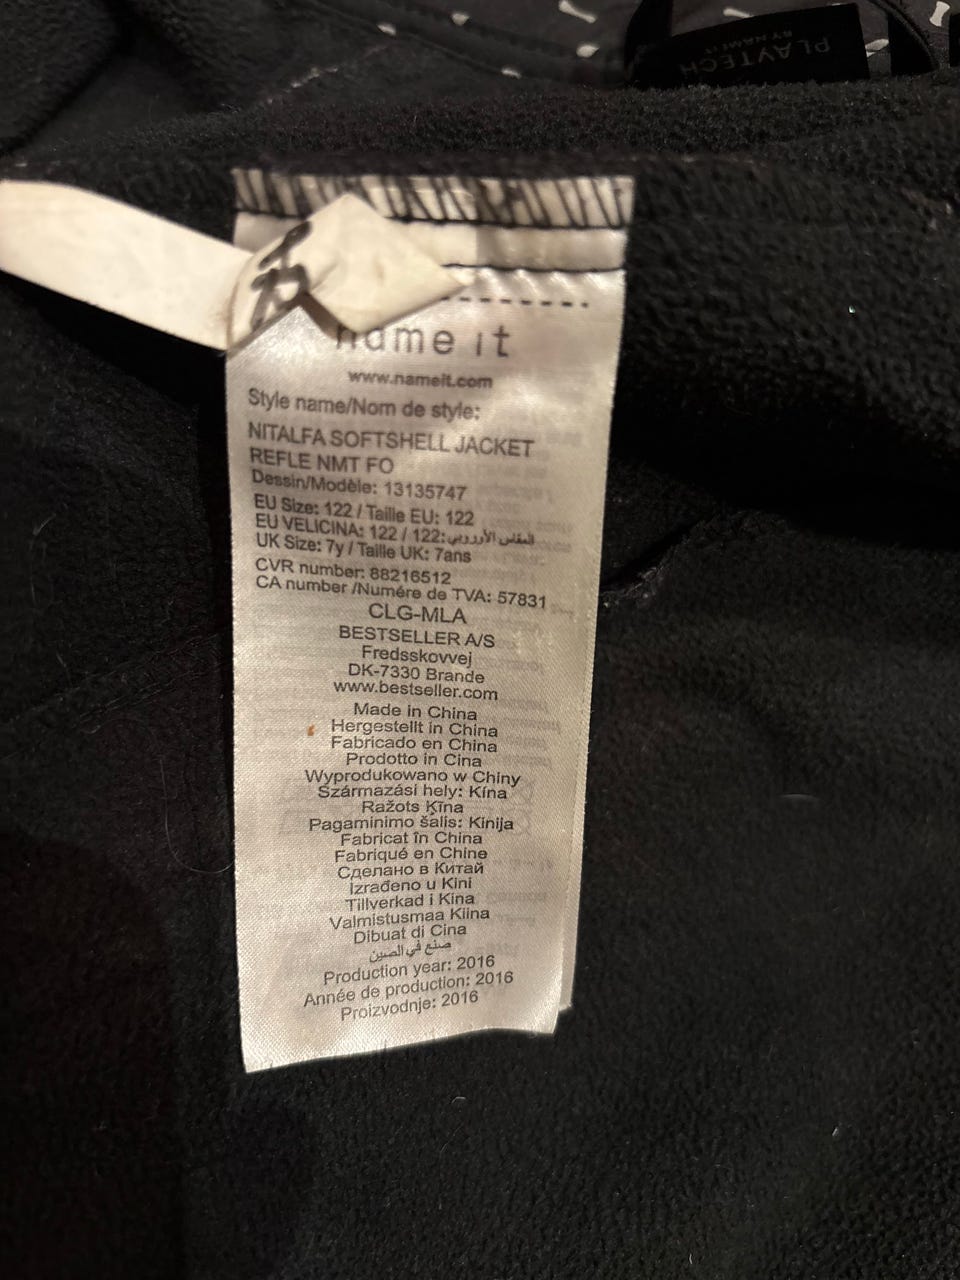 PLAYTECH
BY NAME IT
name it
www.nameit.com
Style name/Nom de style:
NITALFA SOFTSHELL JACKET
REFLE NMT FO
Dessin/Modèle: 13135747
EU Size: 122 / Taille EU: 122
EU VELICINA: 122 / 122:المقاس الأوروبي
UK Size: 7y / Taille UK: 7ans
CVR number: 88216512
CA number /Numére de TVA: 57831
CLG-MLA
BESTSELLER A/S
Fredsskovvej
DK-7330 Brande
www.bestseller.com
Made in China
Hergestellt in China
Fabricado en China
Prodotto in Cina
Wyprodukowano w Chiny
Származási hely: Kína
Ražots Ķīna
Pagaminimo šalis: Kinija
Fabricat în China
Fabriqué en Chine
Сделано в Китай
Izrađeno u Kini
Tillverkad i Kina
Valmistusmaa Kiina
Dibuat di Cina
صنع في الصين
Production year: 2016
Année de production: 2016
Proizvodnje: 2016